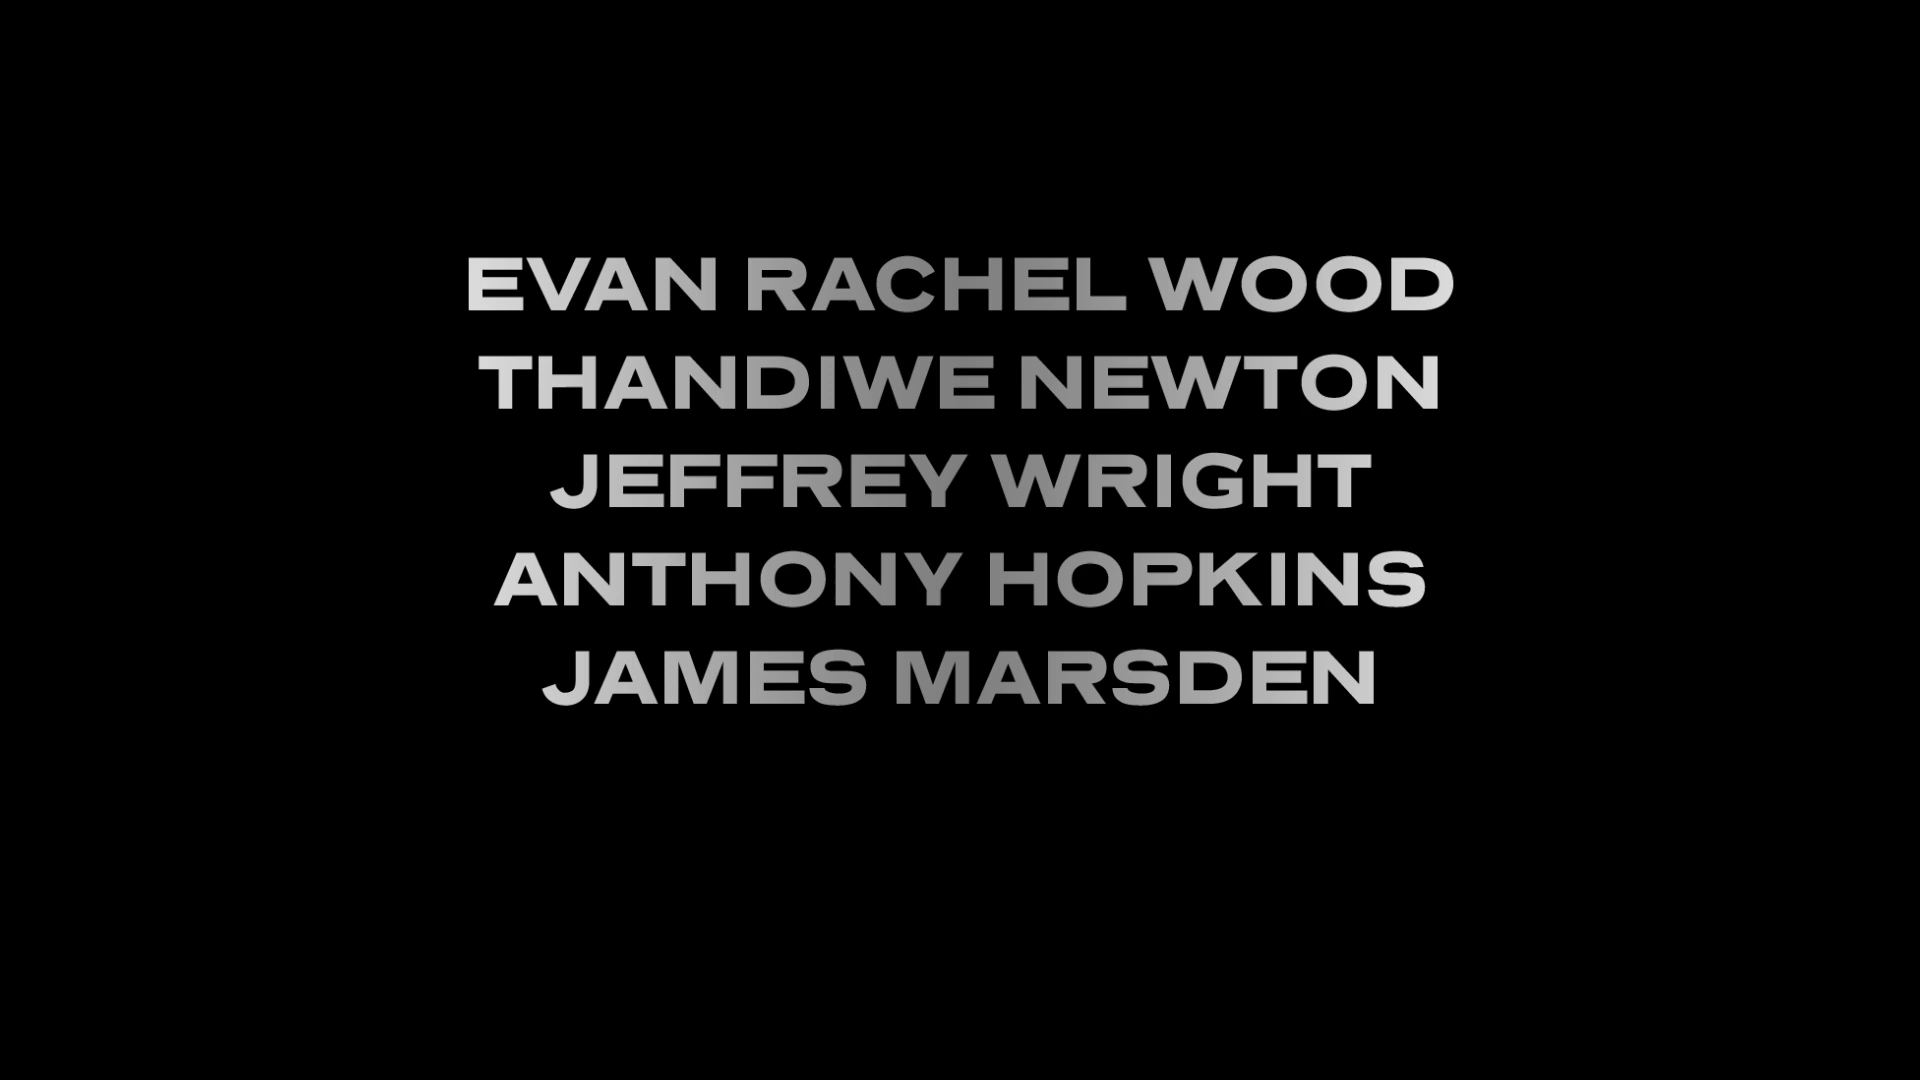 EVAN RACHEL WOOD
THANDIWE NEWTON
JEFFREY WRIGHT
ANTHONY HOPKINS
JAMES MARSDEN